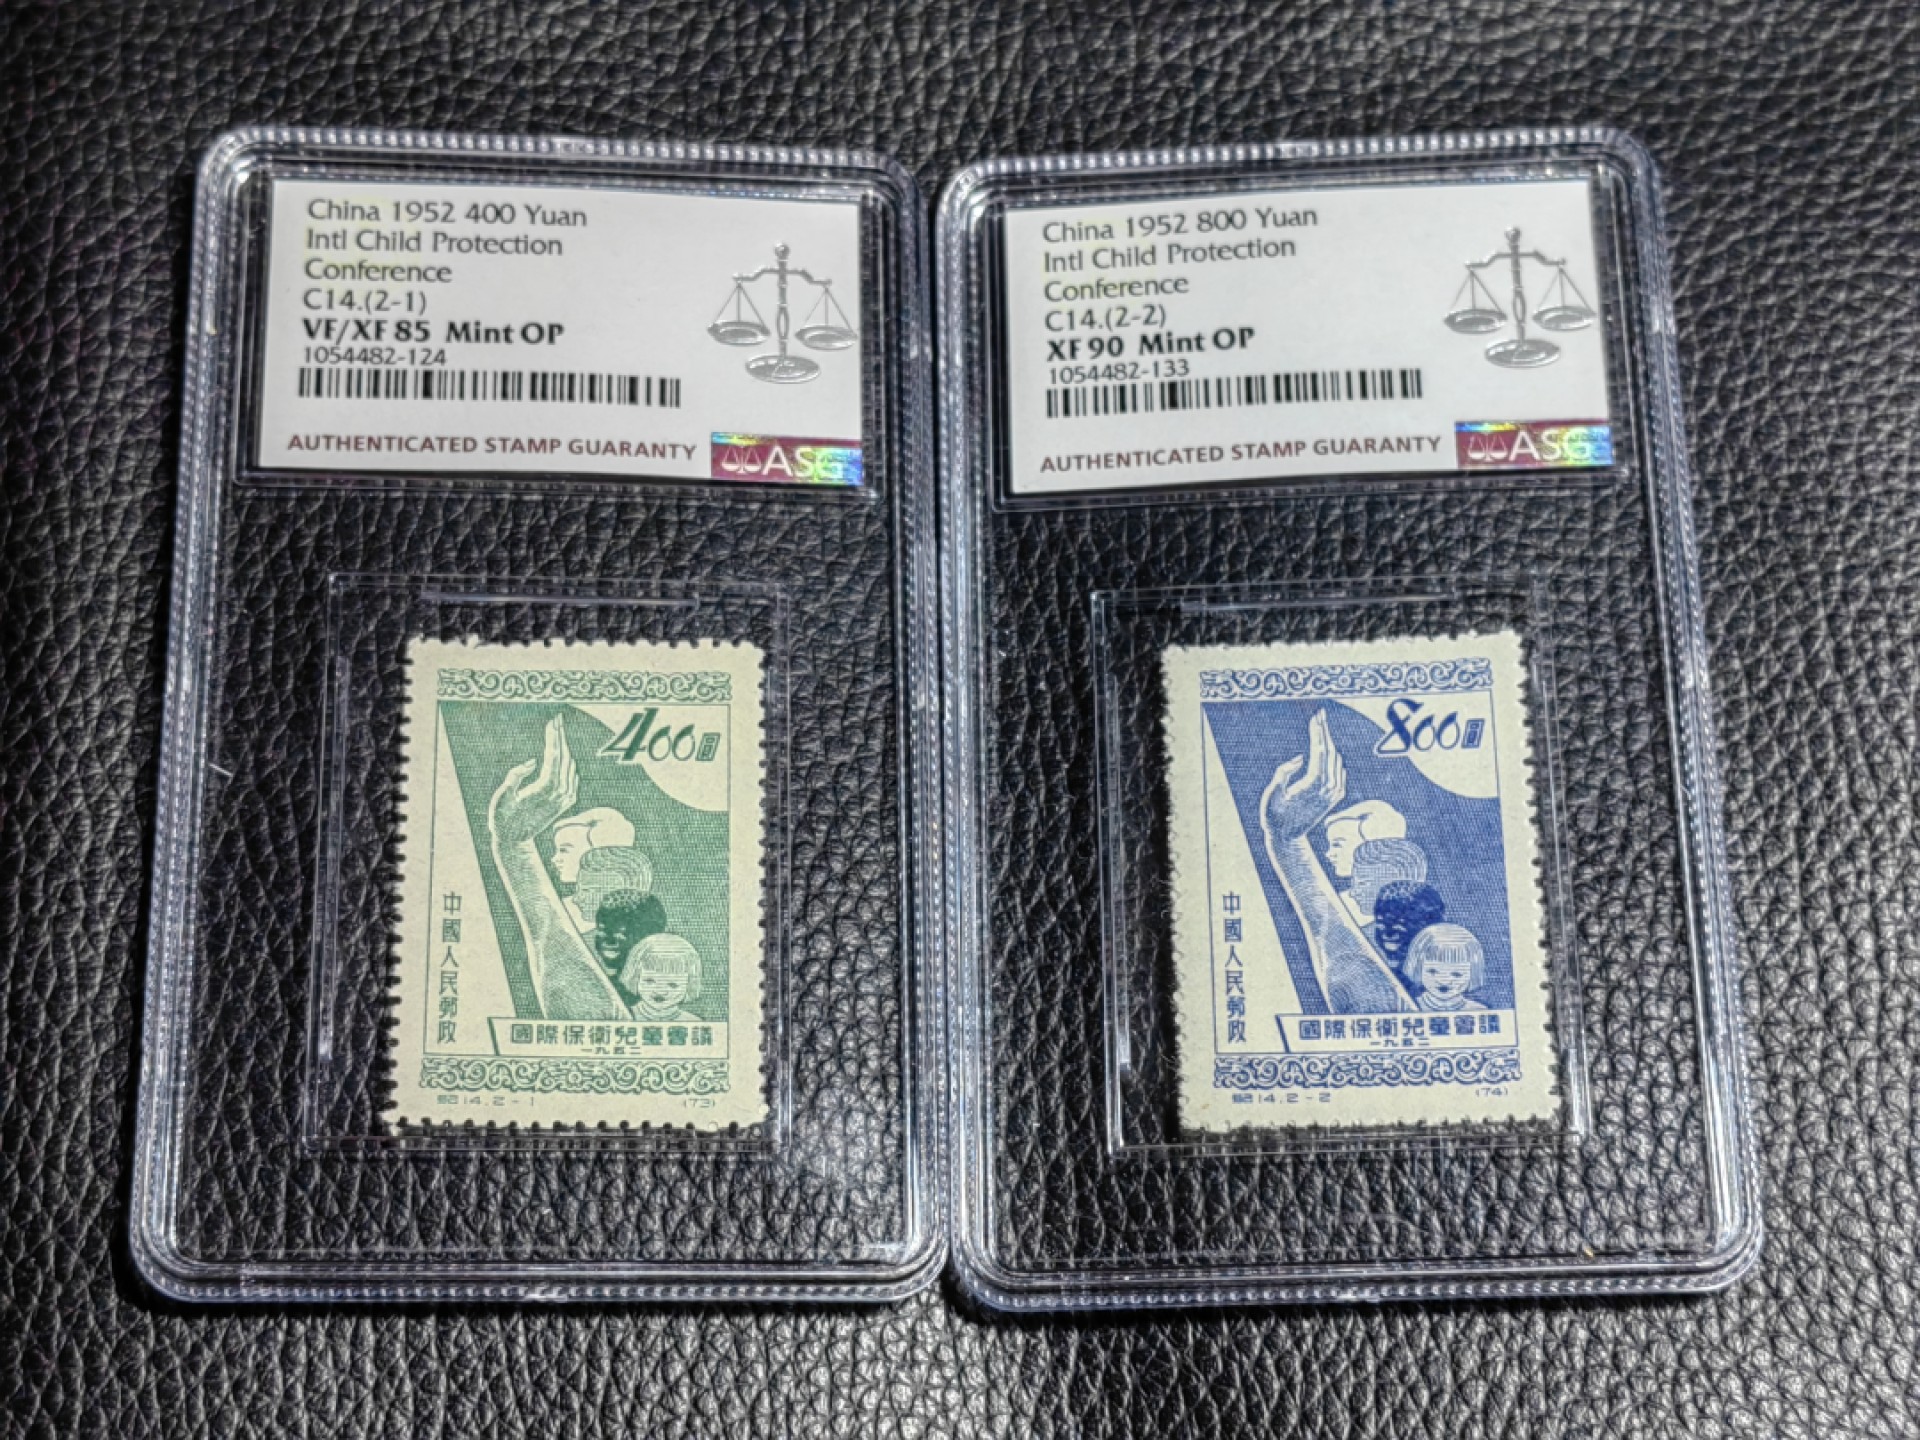 China 1952 400 Yuan
Intl Child Protection
Conference
C14.(2-1)
VF/XF 85 Mint OP
1054482-124
AUTHENTICATED STAMP GUARANTY
ASG
400圓
中國人民郵政
國際保衛兒童會議
一九五二
紀14.2-1
(73)
China 1952 800 Yuan
Intl Child Protection
Conference
C14.(2-2)
XF 90 Mint OP
1054482-133
AUTHENTICATED STAMP GUARANTY
ASG
800圓
中國人民郵政
國際保衛兒童會議
一九五二
紀14.2-2
(74)